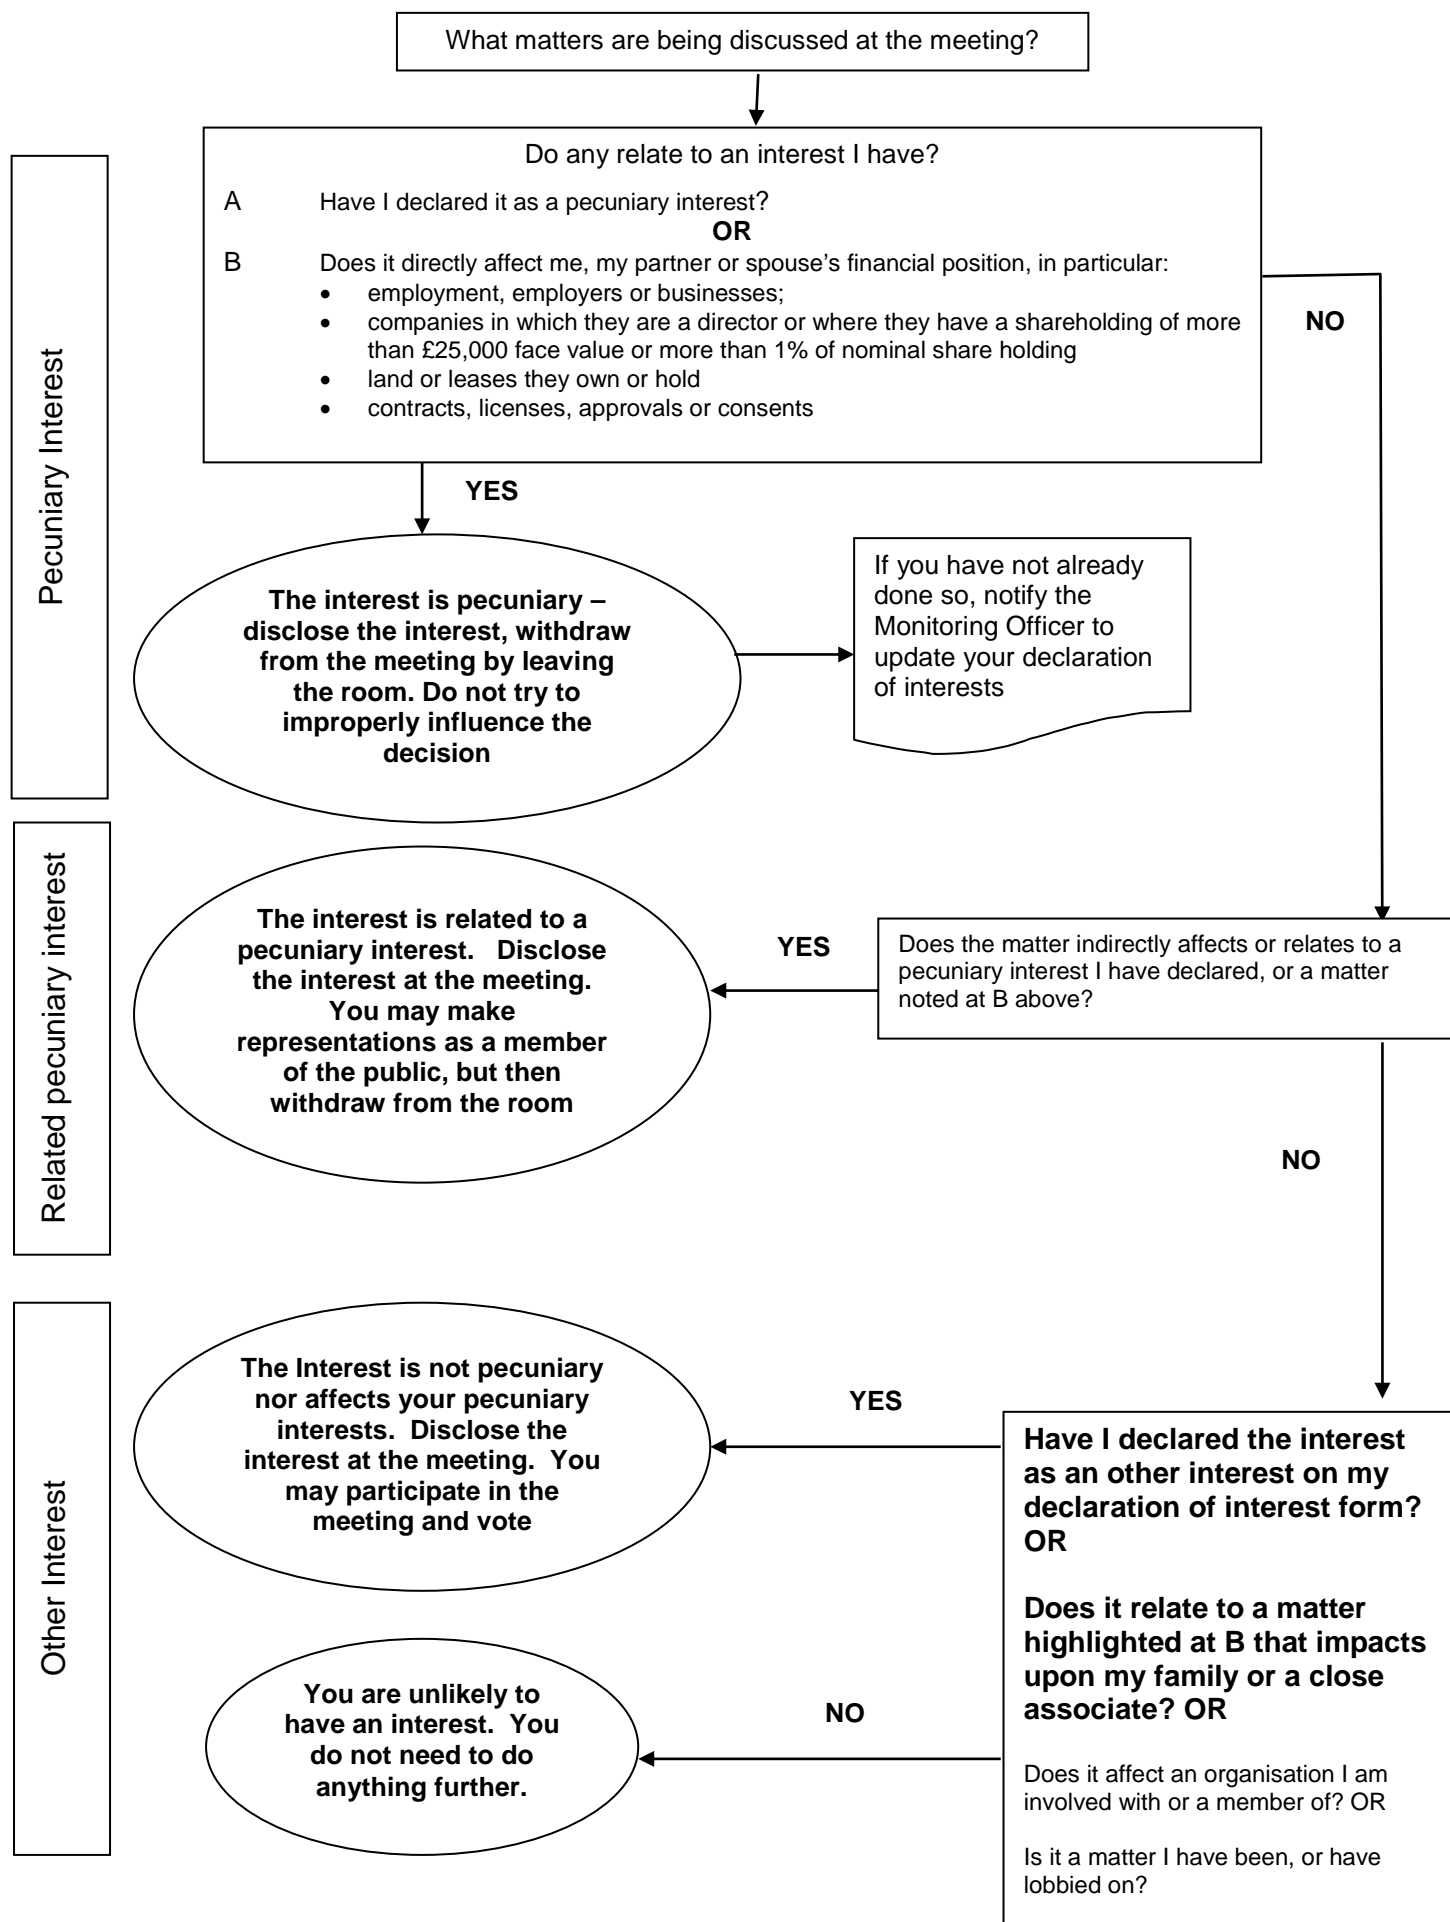 What matters are being discussed at the meeting?
Do any relate to an interest I have?
A Have I declared it as a pecuniary interest?
OR
B Does it directly affect me, my partner or spouse's financial position, in particular:
• employment, employers or businesses;
• companies in which they are a director or where they have a shareholding of more
than £25,000 face value or more than 1% of nominal share holding
• land or leases they own or hold
• contracts, licenses, approvals or consents
NO
Pecuniary Interest
YES
The interest is pecuniary –
disclose the interest, withdraw
from the meeting by leaving
the room. Do not try to
improperly influence the
decision
If you have not already
done so, notify the
Monitoring Officer to
update your declaration
of interests
Related pecuniary interest
The interest is related to a
pecuniary interest. Disclose
the interest at the meeting.
You may make
representations as a member
of the public, but then
withdraw from the room
YES
Does the matter indirectly affects or relates to a
pecuniary interest I have declared, or a matter
noted at B above?
NO
Other Interest
The Interest is not pecuniary
nor affects your pecuniary
interests. Disclose the
interest at the meeting. You
may participate in the
meeting and vote
YES
Have I declared the interest
as an other interest on my
declaration of interest form?
OR
Does it relate to a matter
highlighted at B that impacts
upon my family or a close
associate? OR
Does it affect an organisation I am
involved with or a member of? OR
Is it a matter I have been, or have
lobbied on?
NO
You are unlikely to
have an interest. You
do not need to do
anything further.